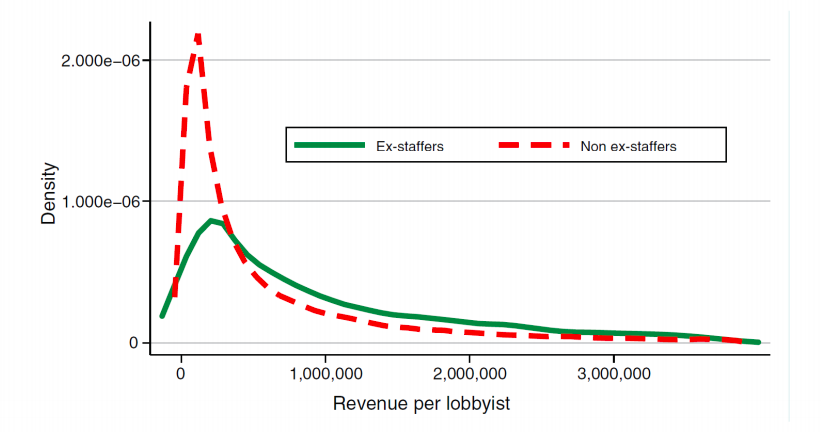 2.000e−06
1.000e−06
0
Density
Ex-staffers
Non ex-staffers
0 1,000,000 2,000,000 3,000,000
Revenue per lobbyist